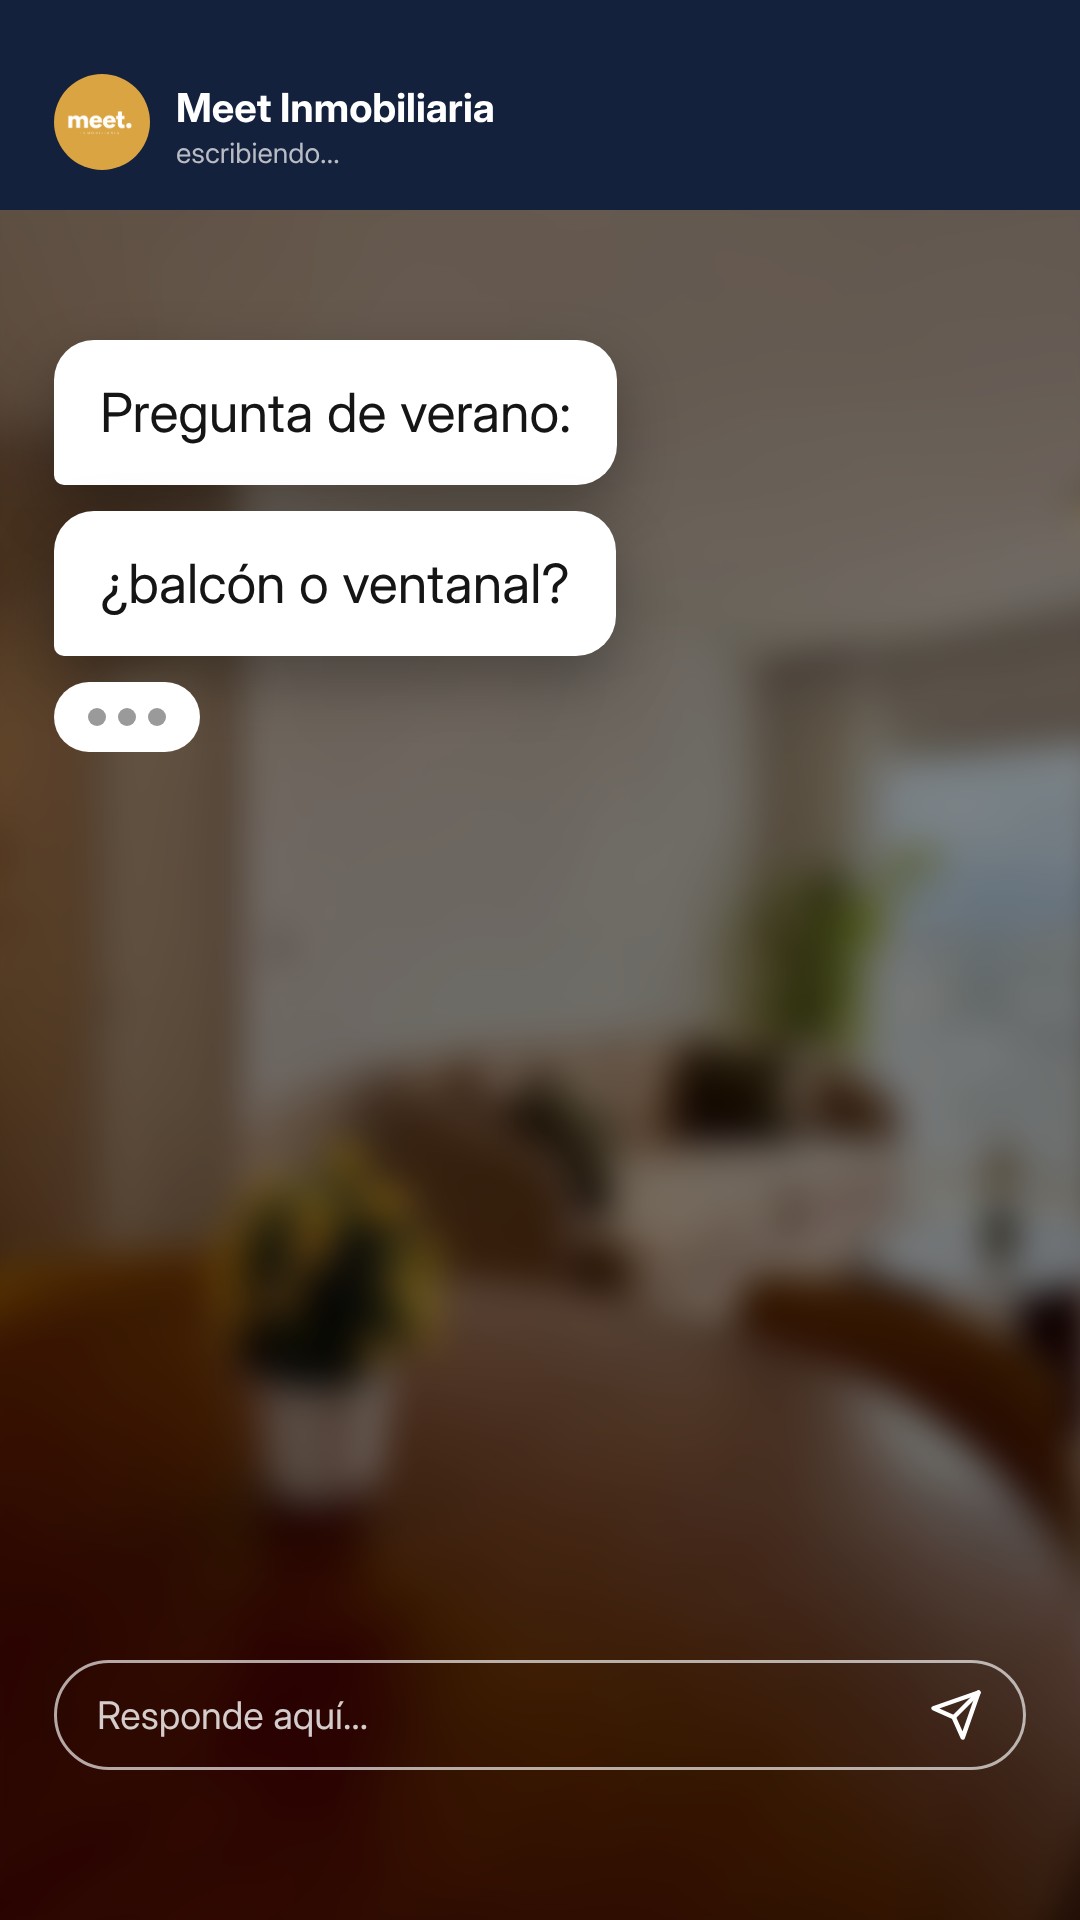 meet.
Meet Inmobiliaria
escribiendo...
Pregunta de verano:
¿balcón o ventanal?
Responde aquí...